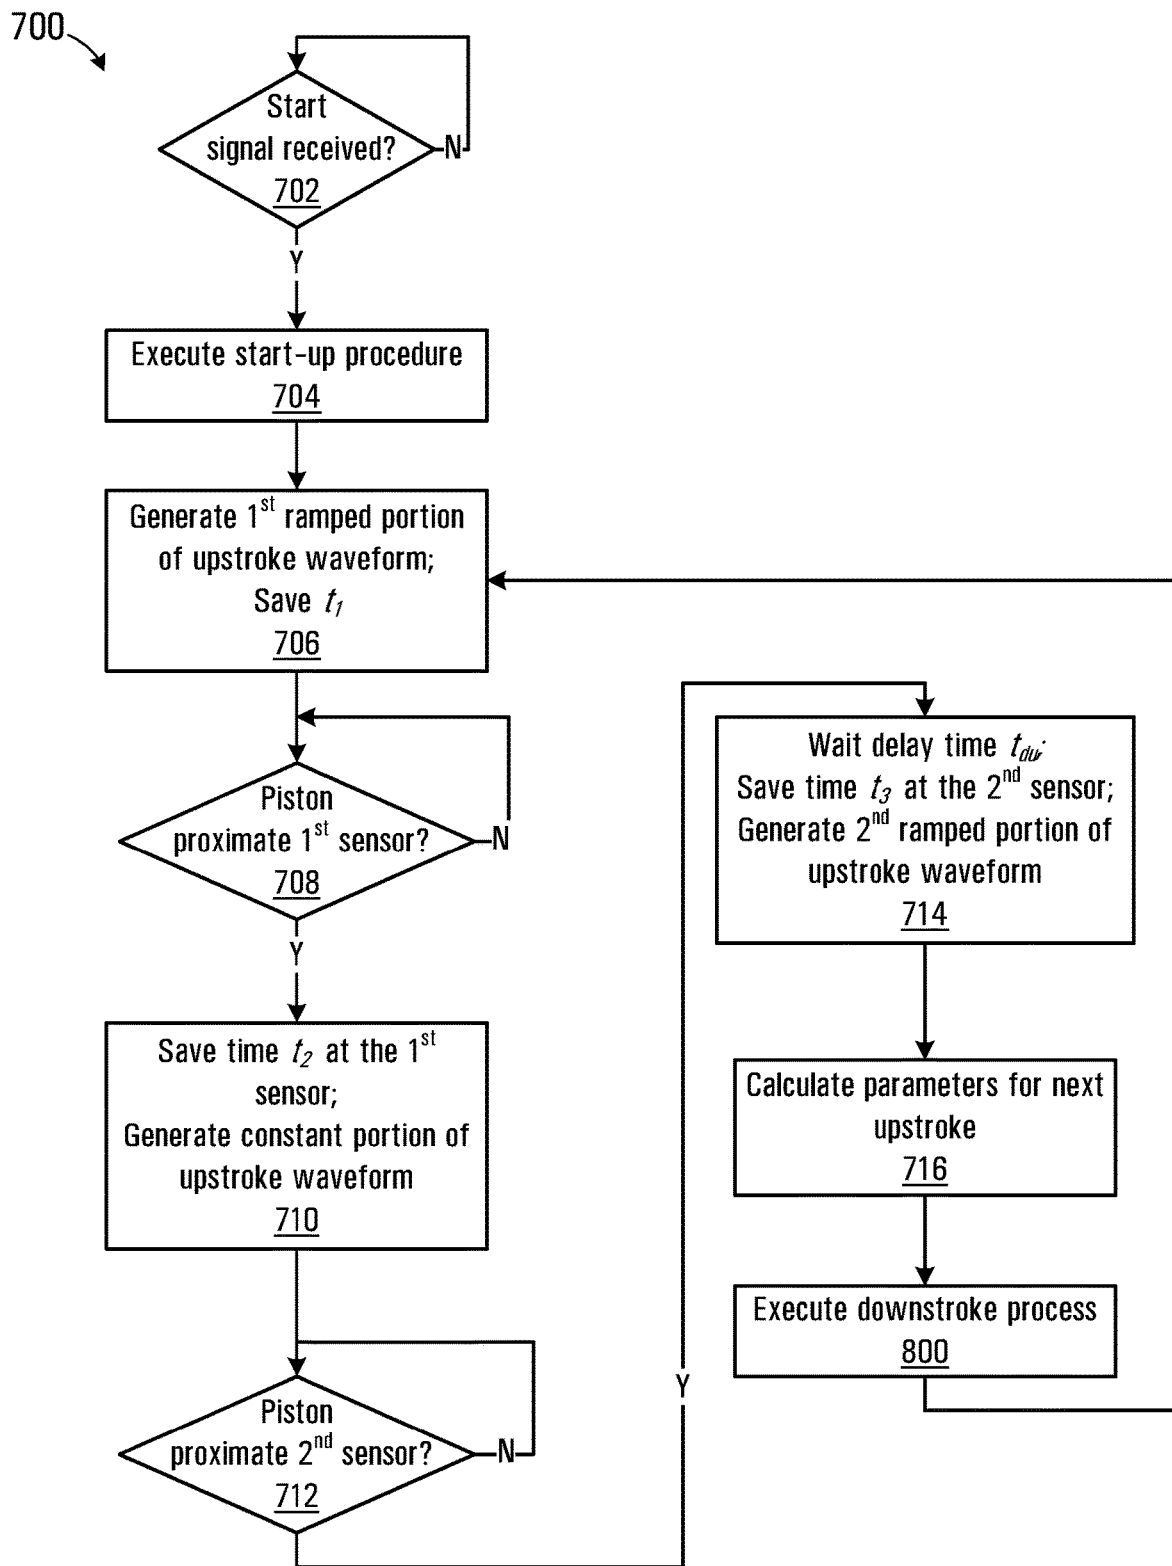 700
Start
signal received?
702
N
Y
Execute start-up procedure
704
Generate 1st ramped portion
of upstroke waveform;
Save t1
706
Piston
proximate 1st sensor?
708
N
Y
Save time t2 at the 1st
sensor;
Generate constant portion of
upstroke waveform
710
Piston
proximate 2nd sensor?
712
N
Y
Wait delay time tdu;
Save time t3 at the 2nd sensor;
Generate 2nd ramped portion of
upstroke waveform
714
Calculate parameters for next
upstroke
716
Execute downstroke process
800